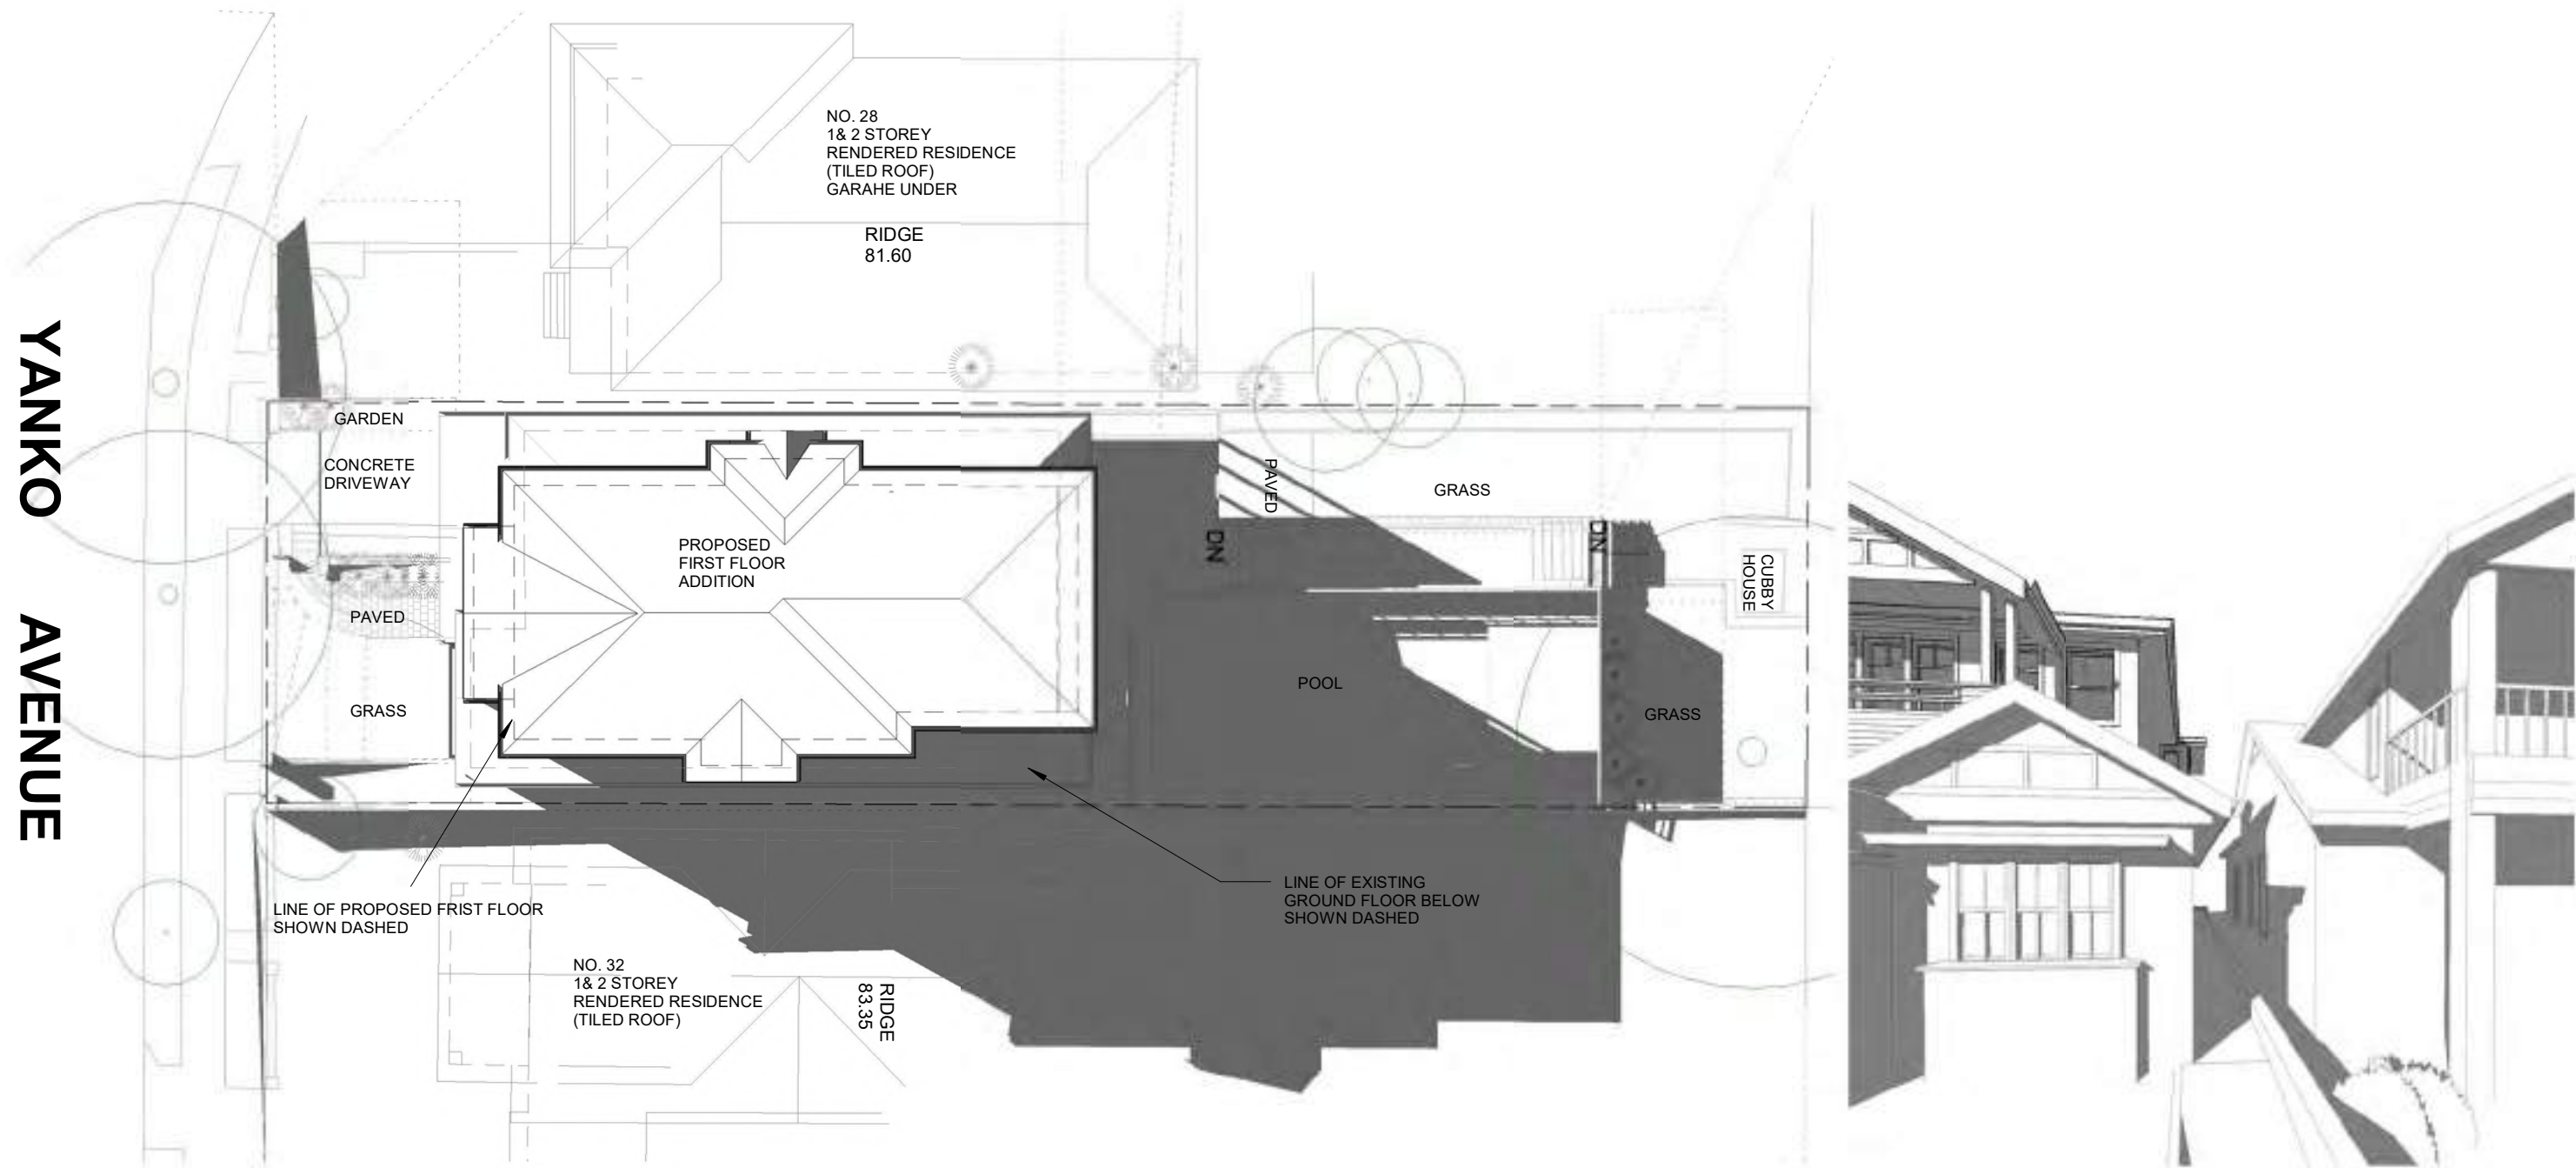 YANKO AVENUE
NO. 28
1& 2 STOREY
RENDERED RESIDENCE
(TILED ROOF)
GARAHE UNDER
RIDGE
81.60
GARDEN
CONCRETE
DRIVEWAY
PAVED
GRASS
PROPOSED
FIRST FLOOR
ADDITION
PAVED
DN
GRASS
DN
CUBBY
HOUSE
POOL
GRASS
LINE OF PROPOSED FRIST FLOOR
SHOWN DASHED
LINE OF EXISTING
GROUND FLOOR BELOW
SHOWN DASHED
NO. 32
1& 2 STOREY
RENDERED RESIDENCE
(TILED ROOF)
RIDGE
83.35